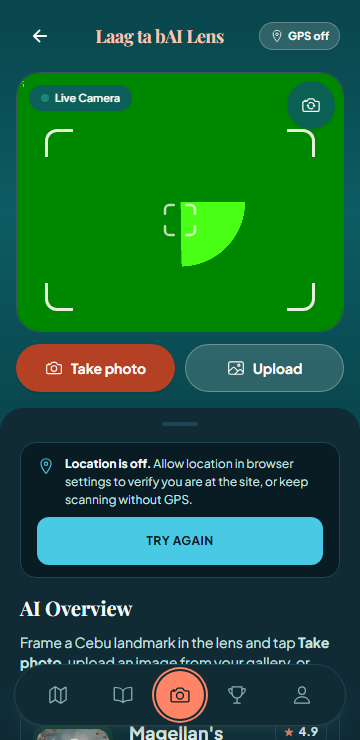 Laag ta bAI Lens
GPS off
Live Camera
Take photo
Upload
Location is off. Allow location in browser
settings to verify you are at the site, or keep
scanning without GPS.
TRY AGAIN
AI Overview
Frame a Cebu landmark in the lens and tap Take
photo, upload an image from your gallery, or
Magellan's
★ 4.9